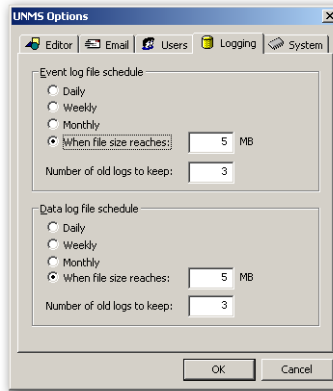 UNMS Options
Editor Email Users Logging System
Event log file schedule
Daily
Weekly
Monthly
When file size reaches: 5 MB
Number of old logs to keep: 3
Data log file schedule
Daily
Weekly
Monthly
When file size reaches: 5 MB
Number of old logs to keep: 3
OK Cancel